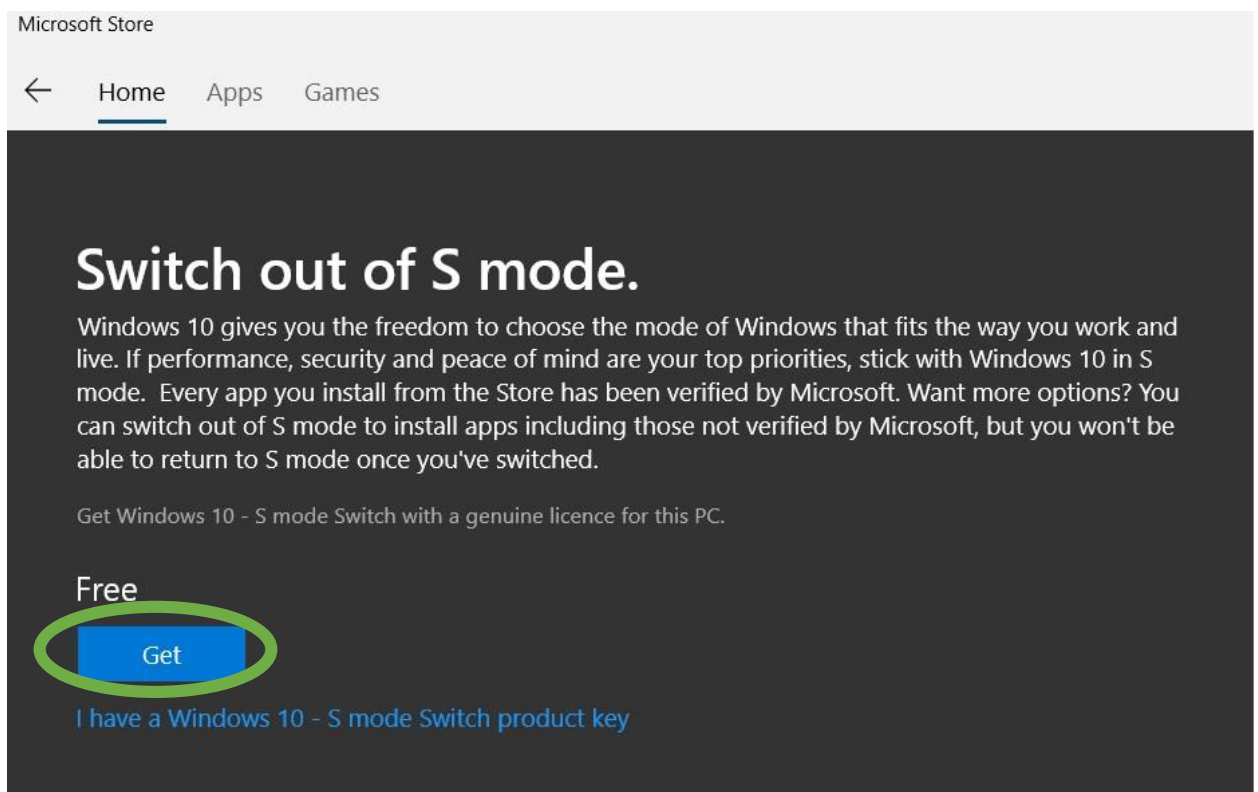 Microsoft Store
Home Apps Games
Switch out of S mode.
Windows 10 gives you the freedom to choose the mode of Windows that fits the way you work and
live. If performance, security and peace of mind are your top priorities, stick with Windows 10 in S
mode.  Every app you install from the Store has been verified by Microsoft. Want more options? You
can switch out of S mode to install apps including those not verified by Microsoft, but you won't be
able to return to S mode once you've switched.
Get Windows 10 - S mode Switch with a genuine licence for this PC.
Free
Get
I have a Windows 10 - S mode Switch product key